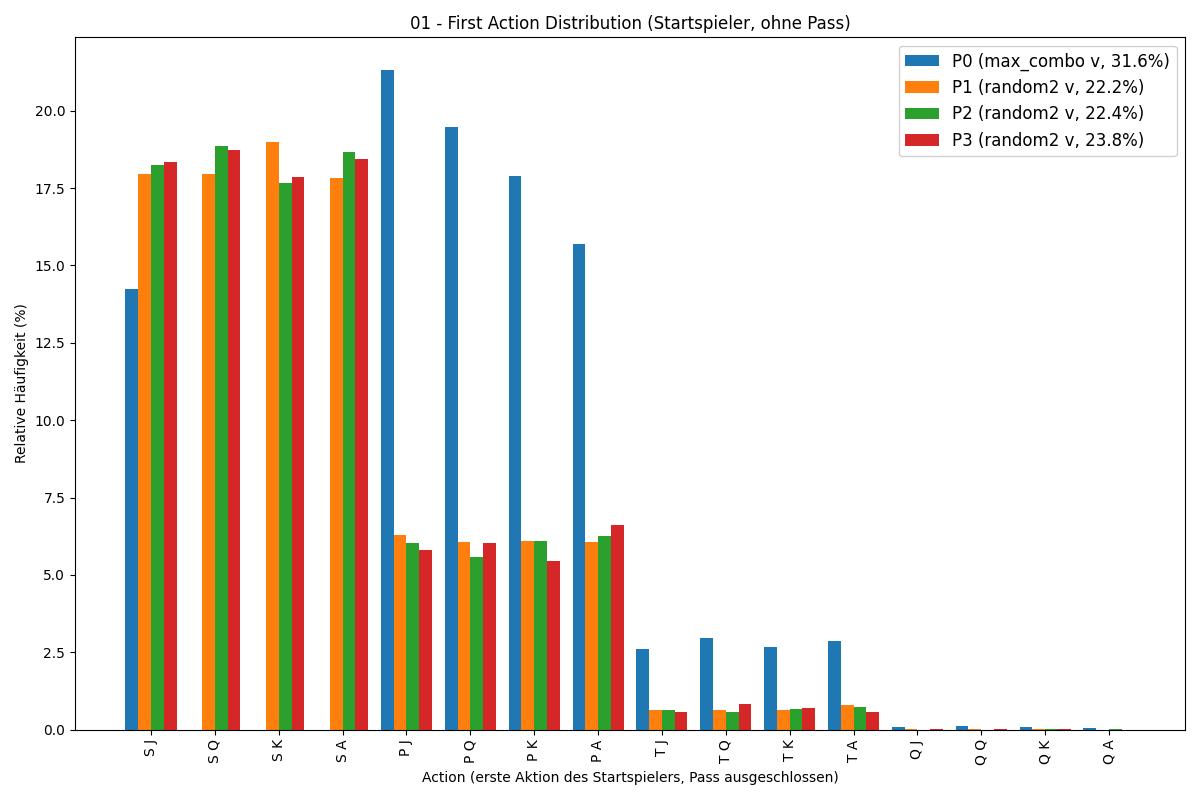 01 - First Action Distribution (Startspieler, ohne Pass)
P0 (max_combo v, 31.6%)
P1 (random2 v, 22.2%)
P2 (random2 v, 22.4%)
P3 (random2 v, 23.8%)
Relative Häufigkeit (%)
20.0
17.5
15.0
12.5
10.0
7.5
5.0
2.5
0.0
S J
S Q
S K
S A
P J
P Q
P K
P A
T J
T Q
T K
T A
Q J
Q Q
Q K
Q A
Action (erste Aktion des Startspielers, Pass ausgeschlossen)